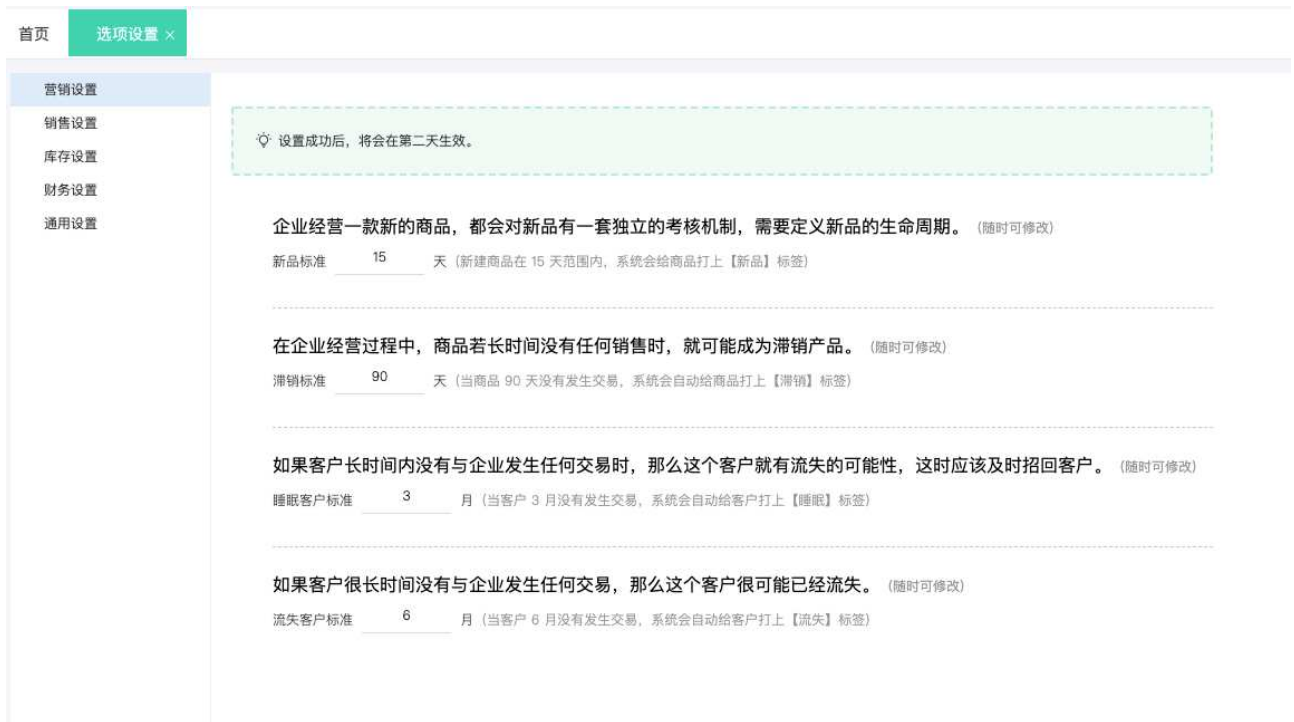 首页 选项设置 ×
营销设置
销售设置
库存设置
财务设置
通用设置
设置成功后，将会在第二天生效。
企业经营一款新的商品，都会对新品有一套独立的考核机制，需要定义新品的生命周期。（随时可修改）
新品标准 15 天（新建商品在 15 天范围内，系统会给商品打上【新品】标签）
在企业经营过程中，商品若长时间没有任何销售时，就可能成为滞销产品。（随时可修改）
滞销标准 90 天（当商品 90 天没有发生交易，系统会自动给商品打上【滞销】标签）
如果客户长时间内没有与企业发生任何交易时，那么这个客户就有流失的可能性，这时应该及时招回客户。（随时可修改）
睡眠客户标准 3 月（当客户 3 月没有发生交易，系统会自动给客户打上【睡眠】标签）
如果客户很长时间没有与企业发生任何交易，那么这个客户很可能已经流失。（随时可修改）
流失客户标准 6 月（当客户 6 月没有发生交易，系统会自动给客户打上【流失】标签）